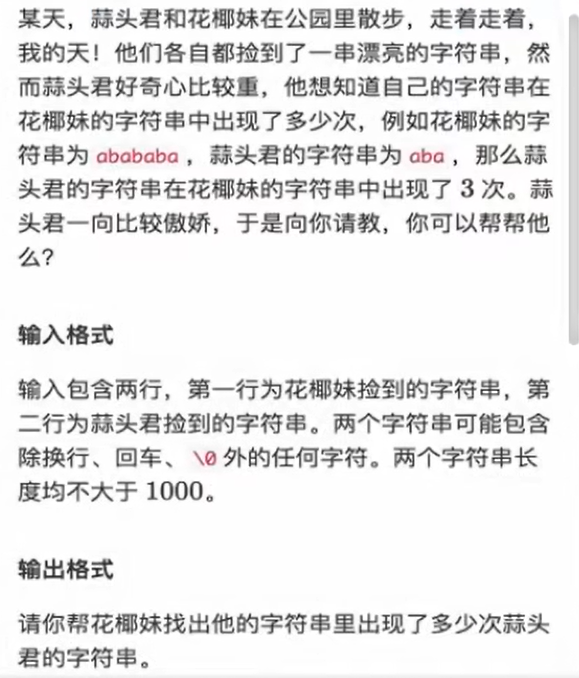 某天，蒜头君和花椰妹在公园里散步，走着走着，
我的天！他们各自都捡到了一串漂亮的字符串，然
而蒜头君好奇心比较重，他想知道自己的字符串在
花椰妹的字符串中出现了多少次，例如花椰妹的字
符串为 abababa ，蒜头君的字符串为 aba ，那么蒜
头君的字符串在花椰妹的字符串中出现了 3 次。蒜
头君一向比较傲娇，于是向你请教，你可以帮帮他
么？
输入格式
输入包含两行，第一行为花椰妹捡到的字符串，第
二行为蒜头君捡到的字符串。两个字符串可能包含
除换行、回车、 \0 外的任何字符。两个字符串长
度均不大于 1000。
输出格式
请你帮花椰妹找出他的字符串里出现了多少次蒜头
君的字符串。